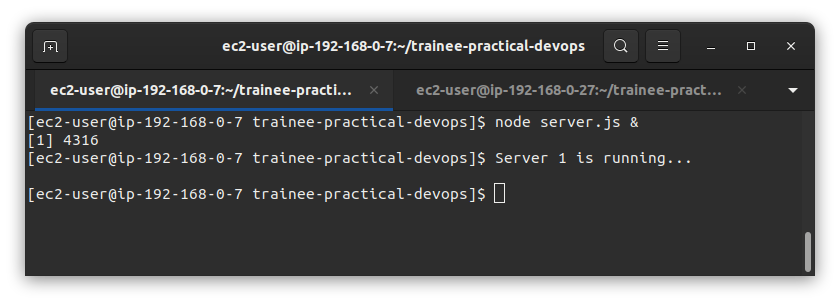 ec2-user@ip-192-168-0-7:~/trainee-practical-devops
ec2-user@ip-192-168-0-7:~/trainee-practi... ec2-user@ip-192-168-0-27:~/trainee-pract...
[ec2-user@ip-192-168-0-7 trainee-practical-devops]$ node server.js &
[1] 4316
[ec2-user@ip-192-168-0-7 trainee-practical-devops]$ Server 1 is running...
[ec2-user@ip-192-168-0-7 trainee-practical-devops]$